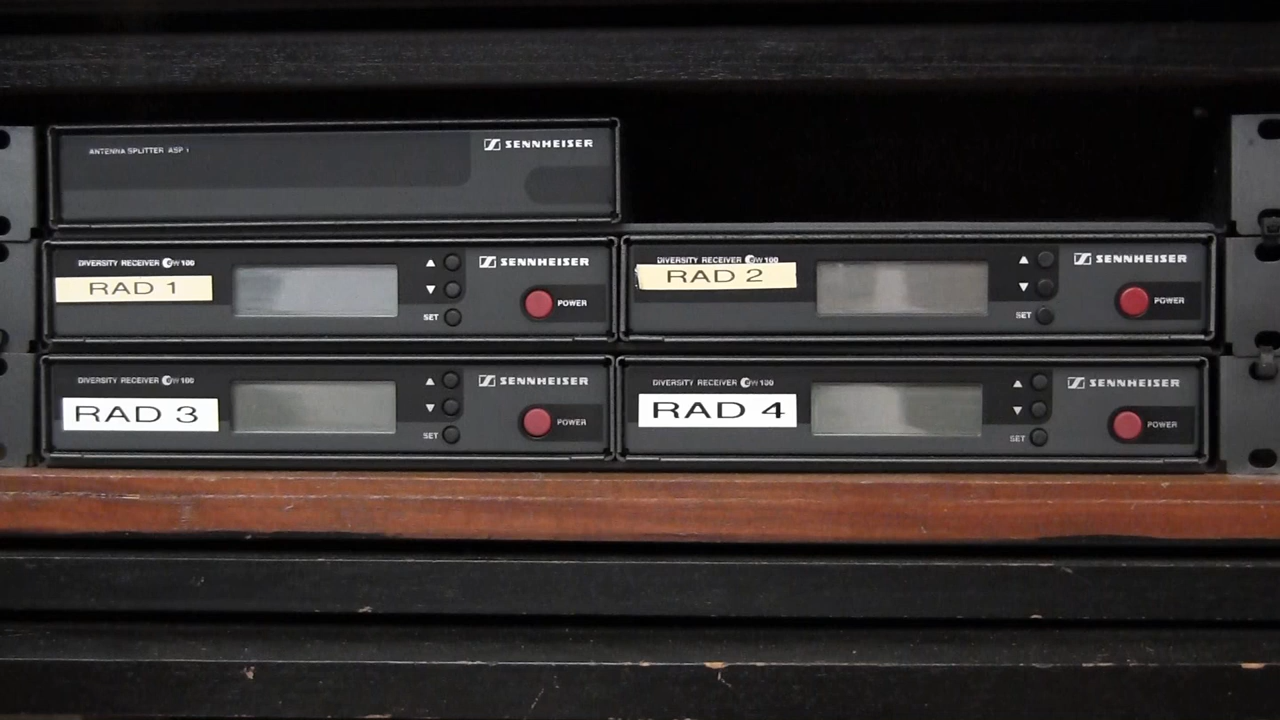 ANTENNA SPLITTER ASP 1
SENNHEISER
DIVERSITY RECEIVER EW 100
SENNHEISER
RAD 1
SET
POWER
DIVERSITY RECEIVER EW 100
SENNHEISER
RAD 2
SET
POWER
DIVERSITY RECEIVER EW 100
SENNHEISER
RAD 3
SET
POWER
DIVERSITY RECEIVER EW 100
SENNHEISER
RAD 4
SET
POWER